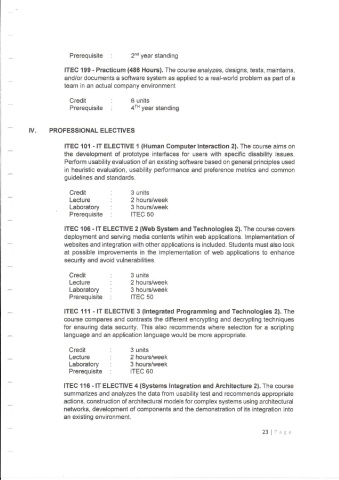 Prerequisite : 2nd year standing
ITEC 199 - Practicum (486 Hours). The course analyzes, designs, tests, maintains,
and/or documents a software system as applied to a real-world problem as part of a
team in an actual company environment
Credit : 6 units
Prerequisite : 4TH year standing
IV. PROFESSIONAL ELECTIVES
ITEC 101 - IT ELECTIVE 1 (Human Computer Interaction 2). The course aims on
the development of prototype interfaces for users with specific disability issues.
Perform usability evaluation of an existing software based on general principles used
in heuristic evaluation, usability performance and preference metrics and common
guidelines and standards.
Credit : 3 units
Lecture : 2 hours/week
Laboratory : 3 hours/week
Prerequisite : ITEC 50
ITEC 106 - IT ELECTIVE 2 (Web System and Technologies 2). The course covers
deployment and serving media contents within web applications. Implementation of
websites and integration with other applications is included. Students must also look
at possible improvements in the implementation of web applications to enhance
security and avoid vulnerabilities.
Credit : 3 units
Lecture : 2 hours/week
Laboratory : 3 hours/week
Prerequisite : ITEC 50
ITEC 111 - IT ELECTIVE 3 (Integrated Programming and Technologies 2). The
course compares and contrasts the different encrypting and decrypting techniques
for ensuring data security. This also recommends where selection for a scripting
language and an application language would be more appropriate.
Credit : 3 units
Lecture : 2 hours/week
Laboratory : 3 hours/week
Prerequisite : ITEC 60
ITEC 116 - IT ELECTIVE 4 (Systems Integration and Architecture 2). The course
summarizes and analyzes the data from usability test and recommends appropriate
actions, construction of architectural models for complex systems using architectural
networks, development of components and the demonstration of its integration into
an existing environment.
23 | Page